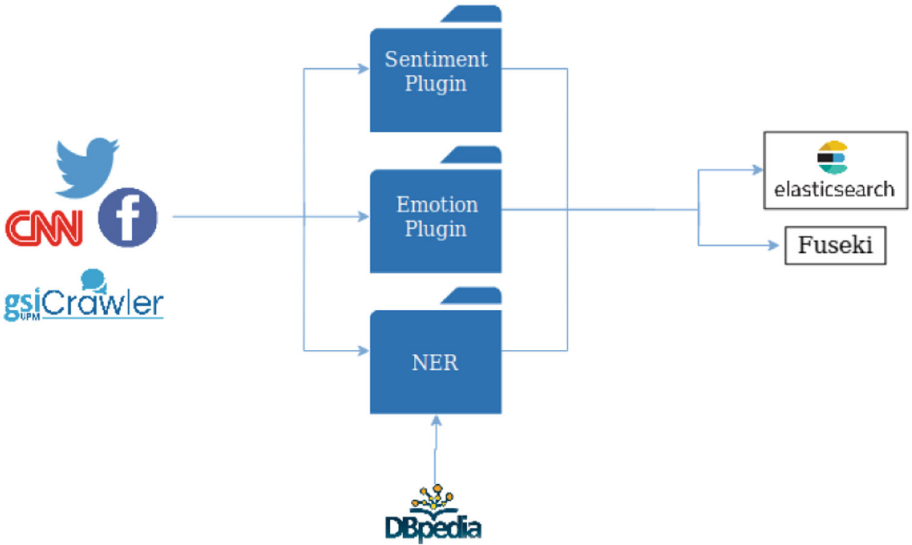 Sentiment
Plugin
CNN
f
Emotion
Plugin
elasticsearch
Fuseki
gsiCrawler
UPM
NER
DBpedia